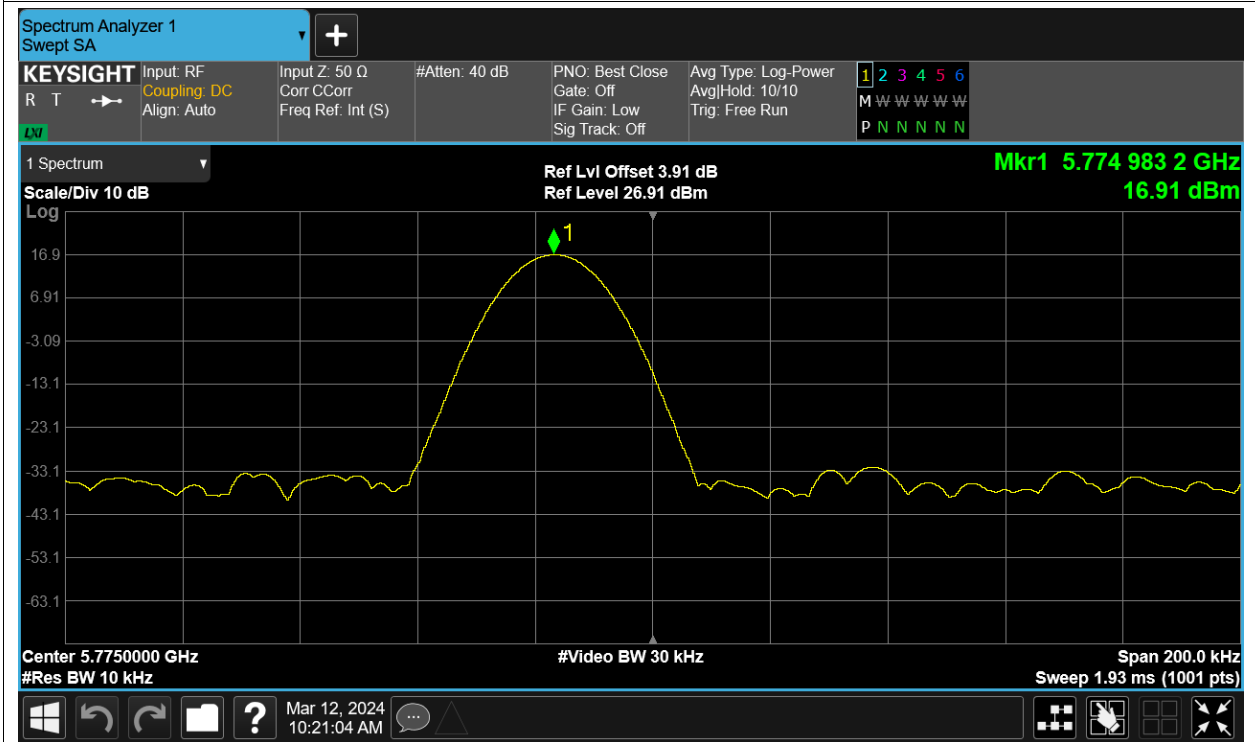 Spectrum Analyzer 1
Swept SA
+
KEYSIGHT
R T
LXI
Input: RF
Coupling: DC
Align: Auto
Input Z: 50 Ω
Corr CCorr
Freq Ref: Int (S)
#Atten: 40 dB
PNO: Best Close
Gate: Off
IF Gain: Low
Sig Track: Off
Avg Type: Log-Power
Avg|Hold: 10/10
Trig: Free Run
1 2 3 4 5 6
M W W W W W
P N N N N N
1 Spectrum
Scale/Div 10 dB
Log
Ref Lvl Offset 3.91 dB
Ref Level 26.91 dBm
Mkr1 5.774 983 2 GHz
16.91 dBm
1
16.9
6.91
-3.09
-13.1
-23.1
-33.1
-43.1
-53.1
-63.1
Center 5.7750000 GHz
#Res BW 10 kHz
#Video BW 30 kHz
Span 200.0 kHz
Sweep 1.93 ms (1001 pts)
?
Mar 12, 2024
10:21:04 AM